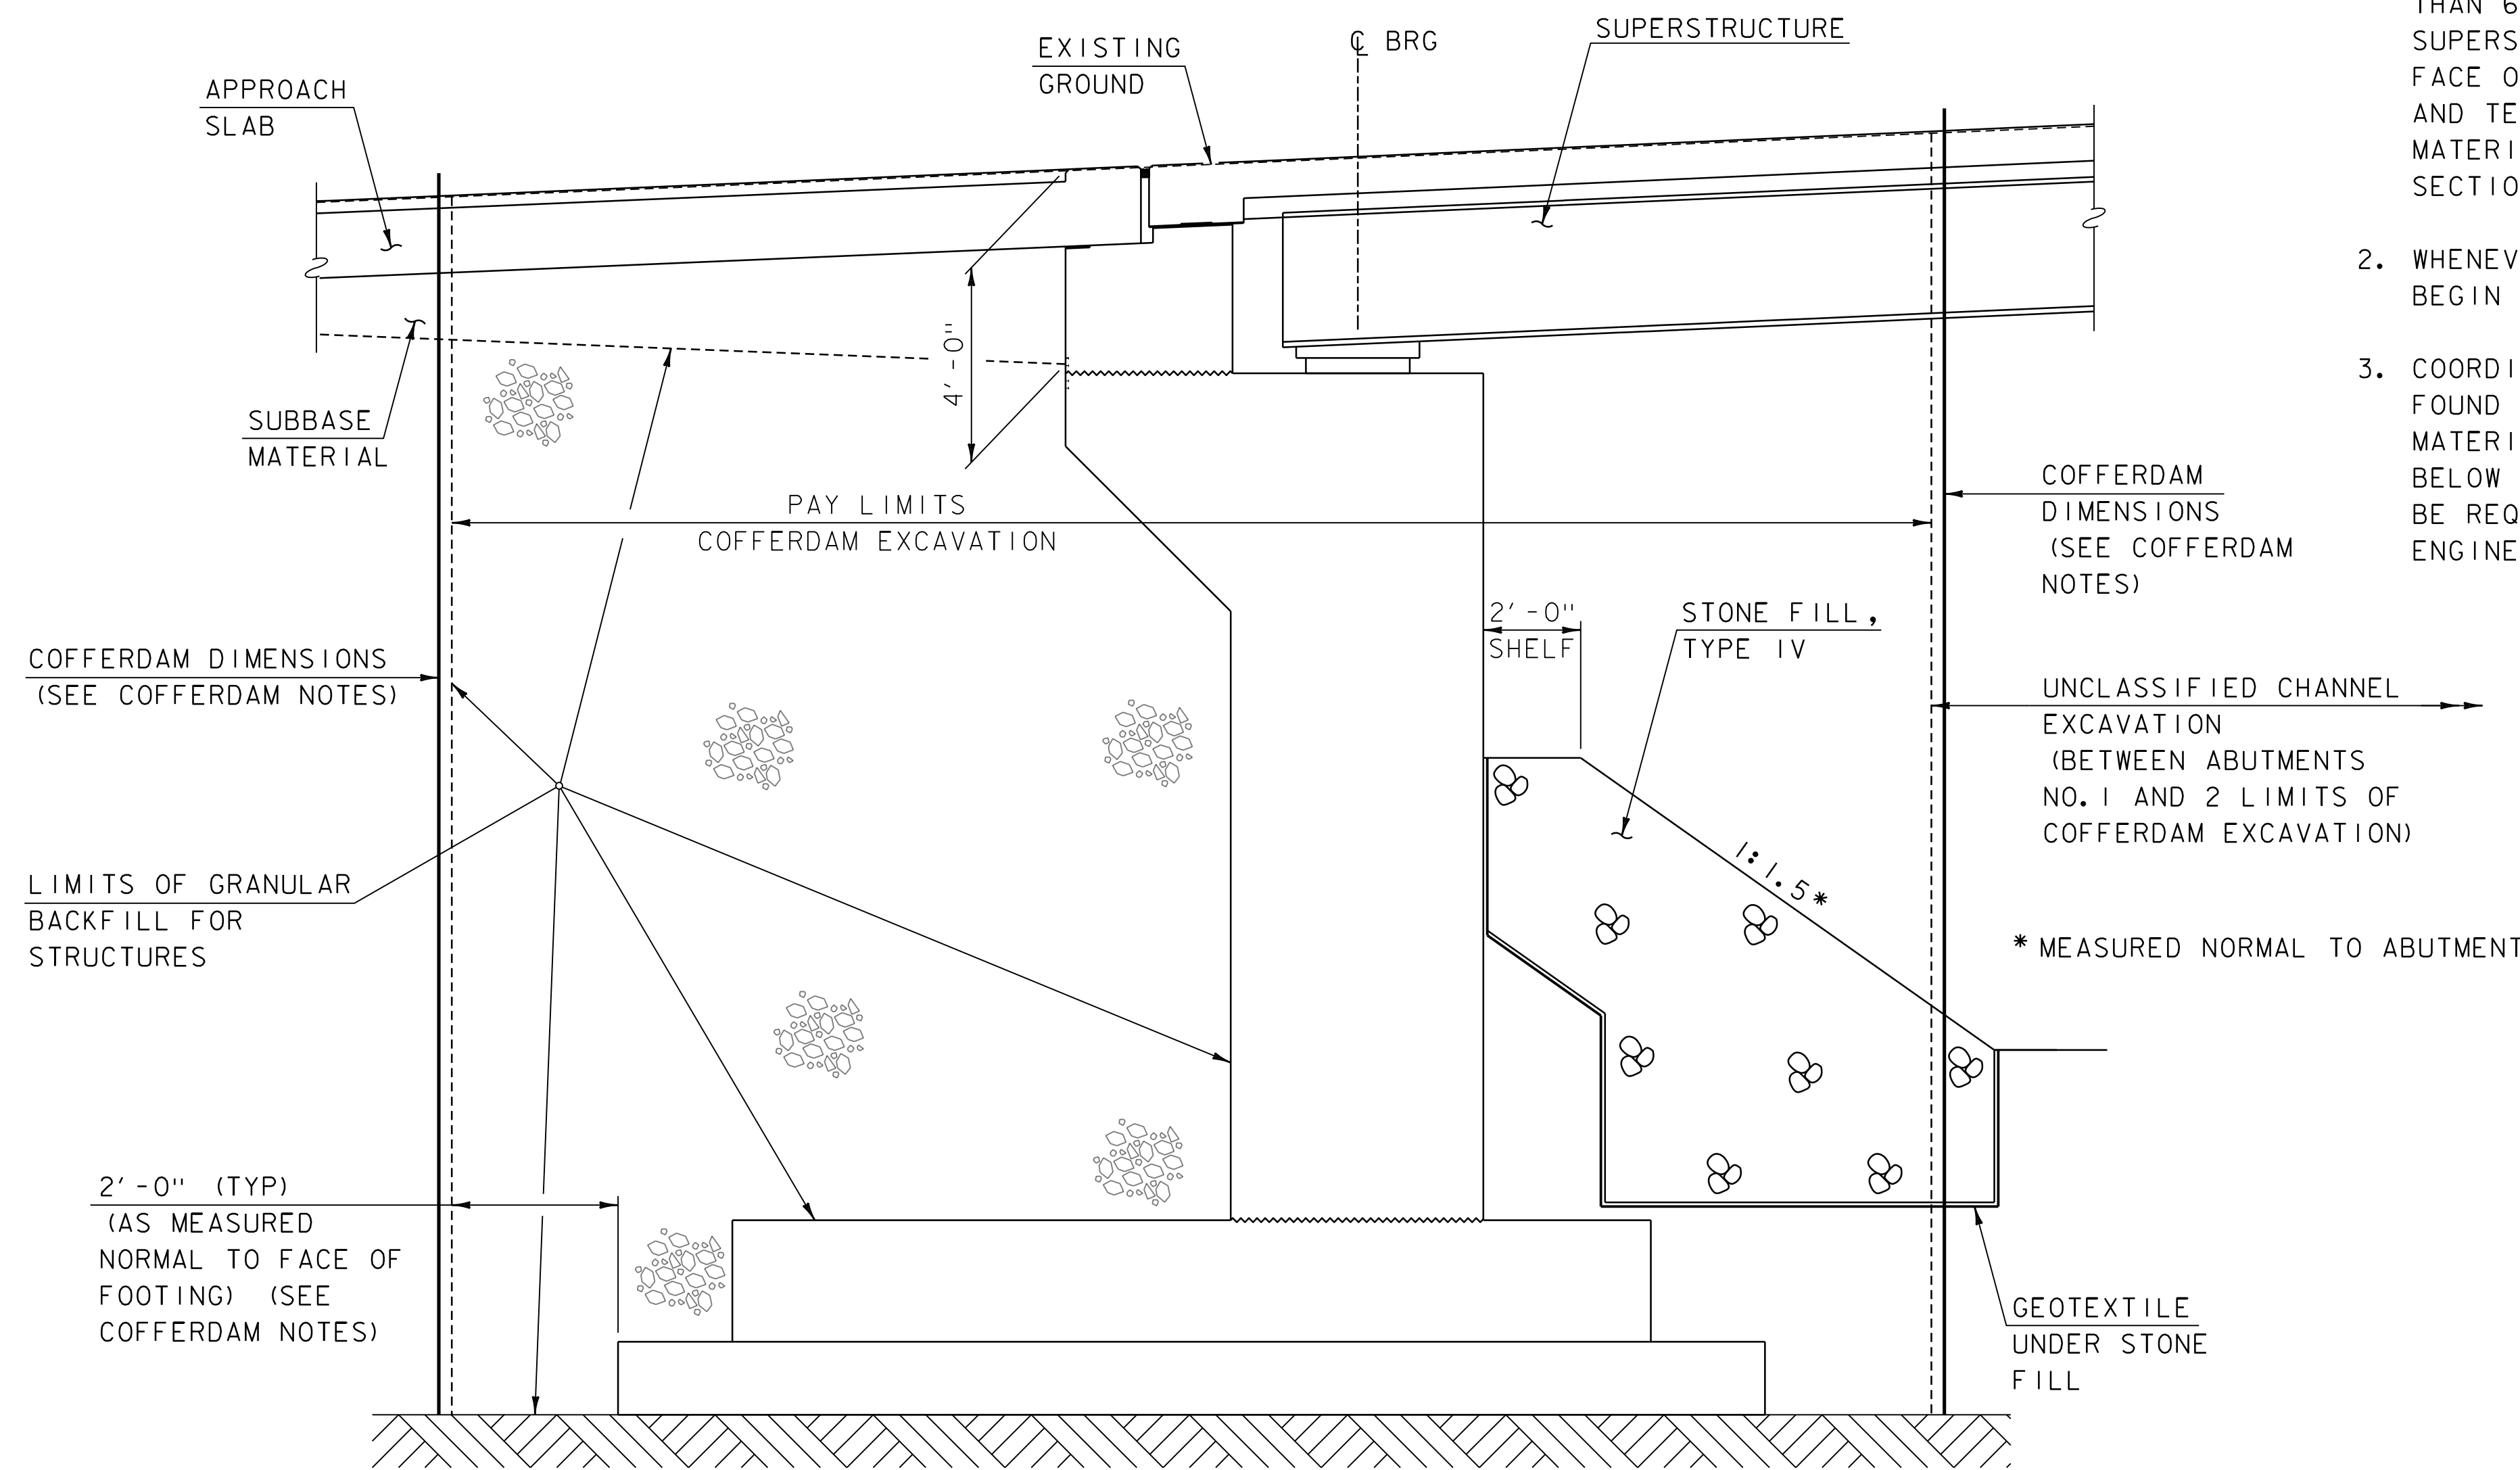 APPROACH
SLAB
EXISTING
GROUND
℄ BRG
SUPERSTRUCTURE
SUBBASE
MATERIAL
4'-0"
PAY LIMITS
COFFERDAM EXCAVATION
COFFERDAM
DIMENSIONS
(SEE COFFERDAM
NOTES)
COFFERDAM DIMENSIONS
(SEE COFFERDAM NOTES)
2'-0"
SHELF
STONE FILL,
TYPE IV
UNCLASSIFIED CHANNEL
EXCAVATION
(BETWEEN ABUTMENTS
NO.1 AND 2 LIMITS OF
COFFERDAM EXCAVATION)
1:1.5*
LIMITS OF GRANULAR
BACKFILL FOR
STRUCTURES
* MEASURED NORMAL TO ABUTMENT
2'-0" (TYP)
(AS MEASURED
NORMAL TO FACE OF
FOOTING) (SEE
COFFERDAM NOTES)
GEOTEXTILE
UNDER STONE
FILL
THAN 6
SUPERS
FACE O
AND TE
MATERI
SECTIO
2. WHENEV
BEGIN
3. COORDI
FOUND
MATERI
BELOW
BE REQ
ENGINE